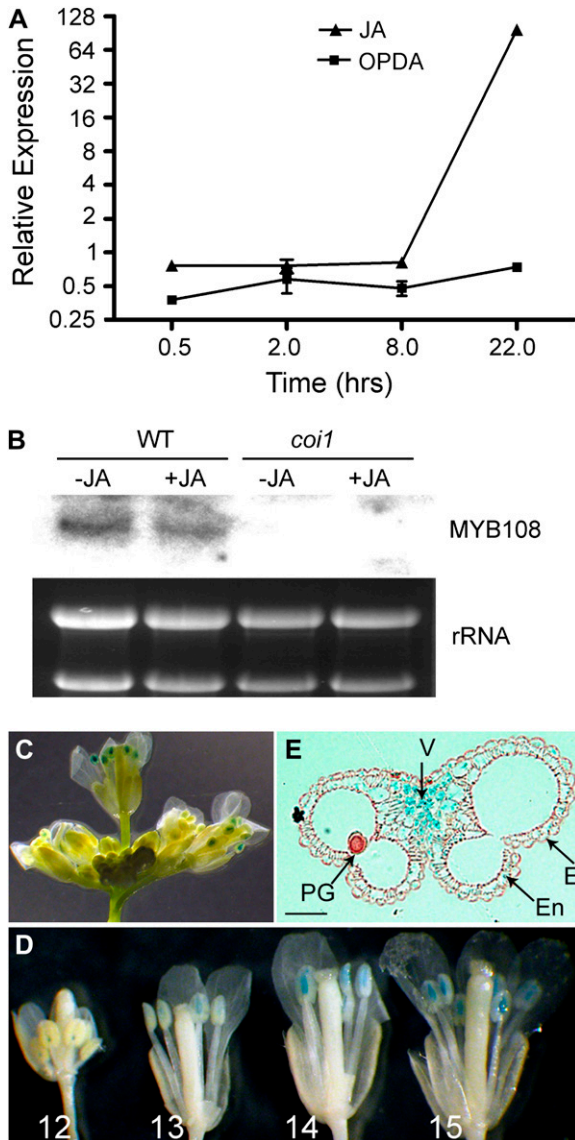 A
Relative Expression
128
64
32
16
8
4
2
1
0.5
0.25
JA
OPDA
0.5 2.0 8.0 22.0
Time (hrs)
B
WT coi1
-JA +JA -JA +JA
MYB108
rRNA
C
E
V
PG
En
E
D
12 13 14 15